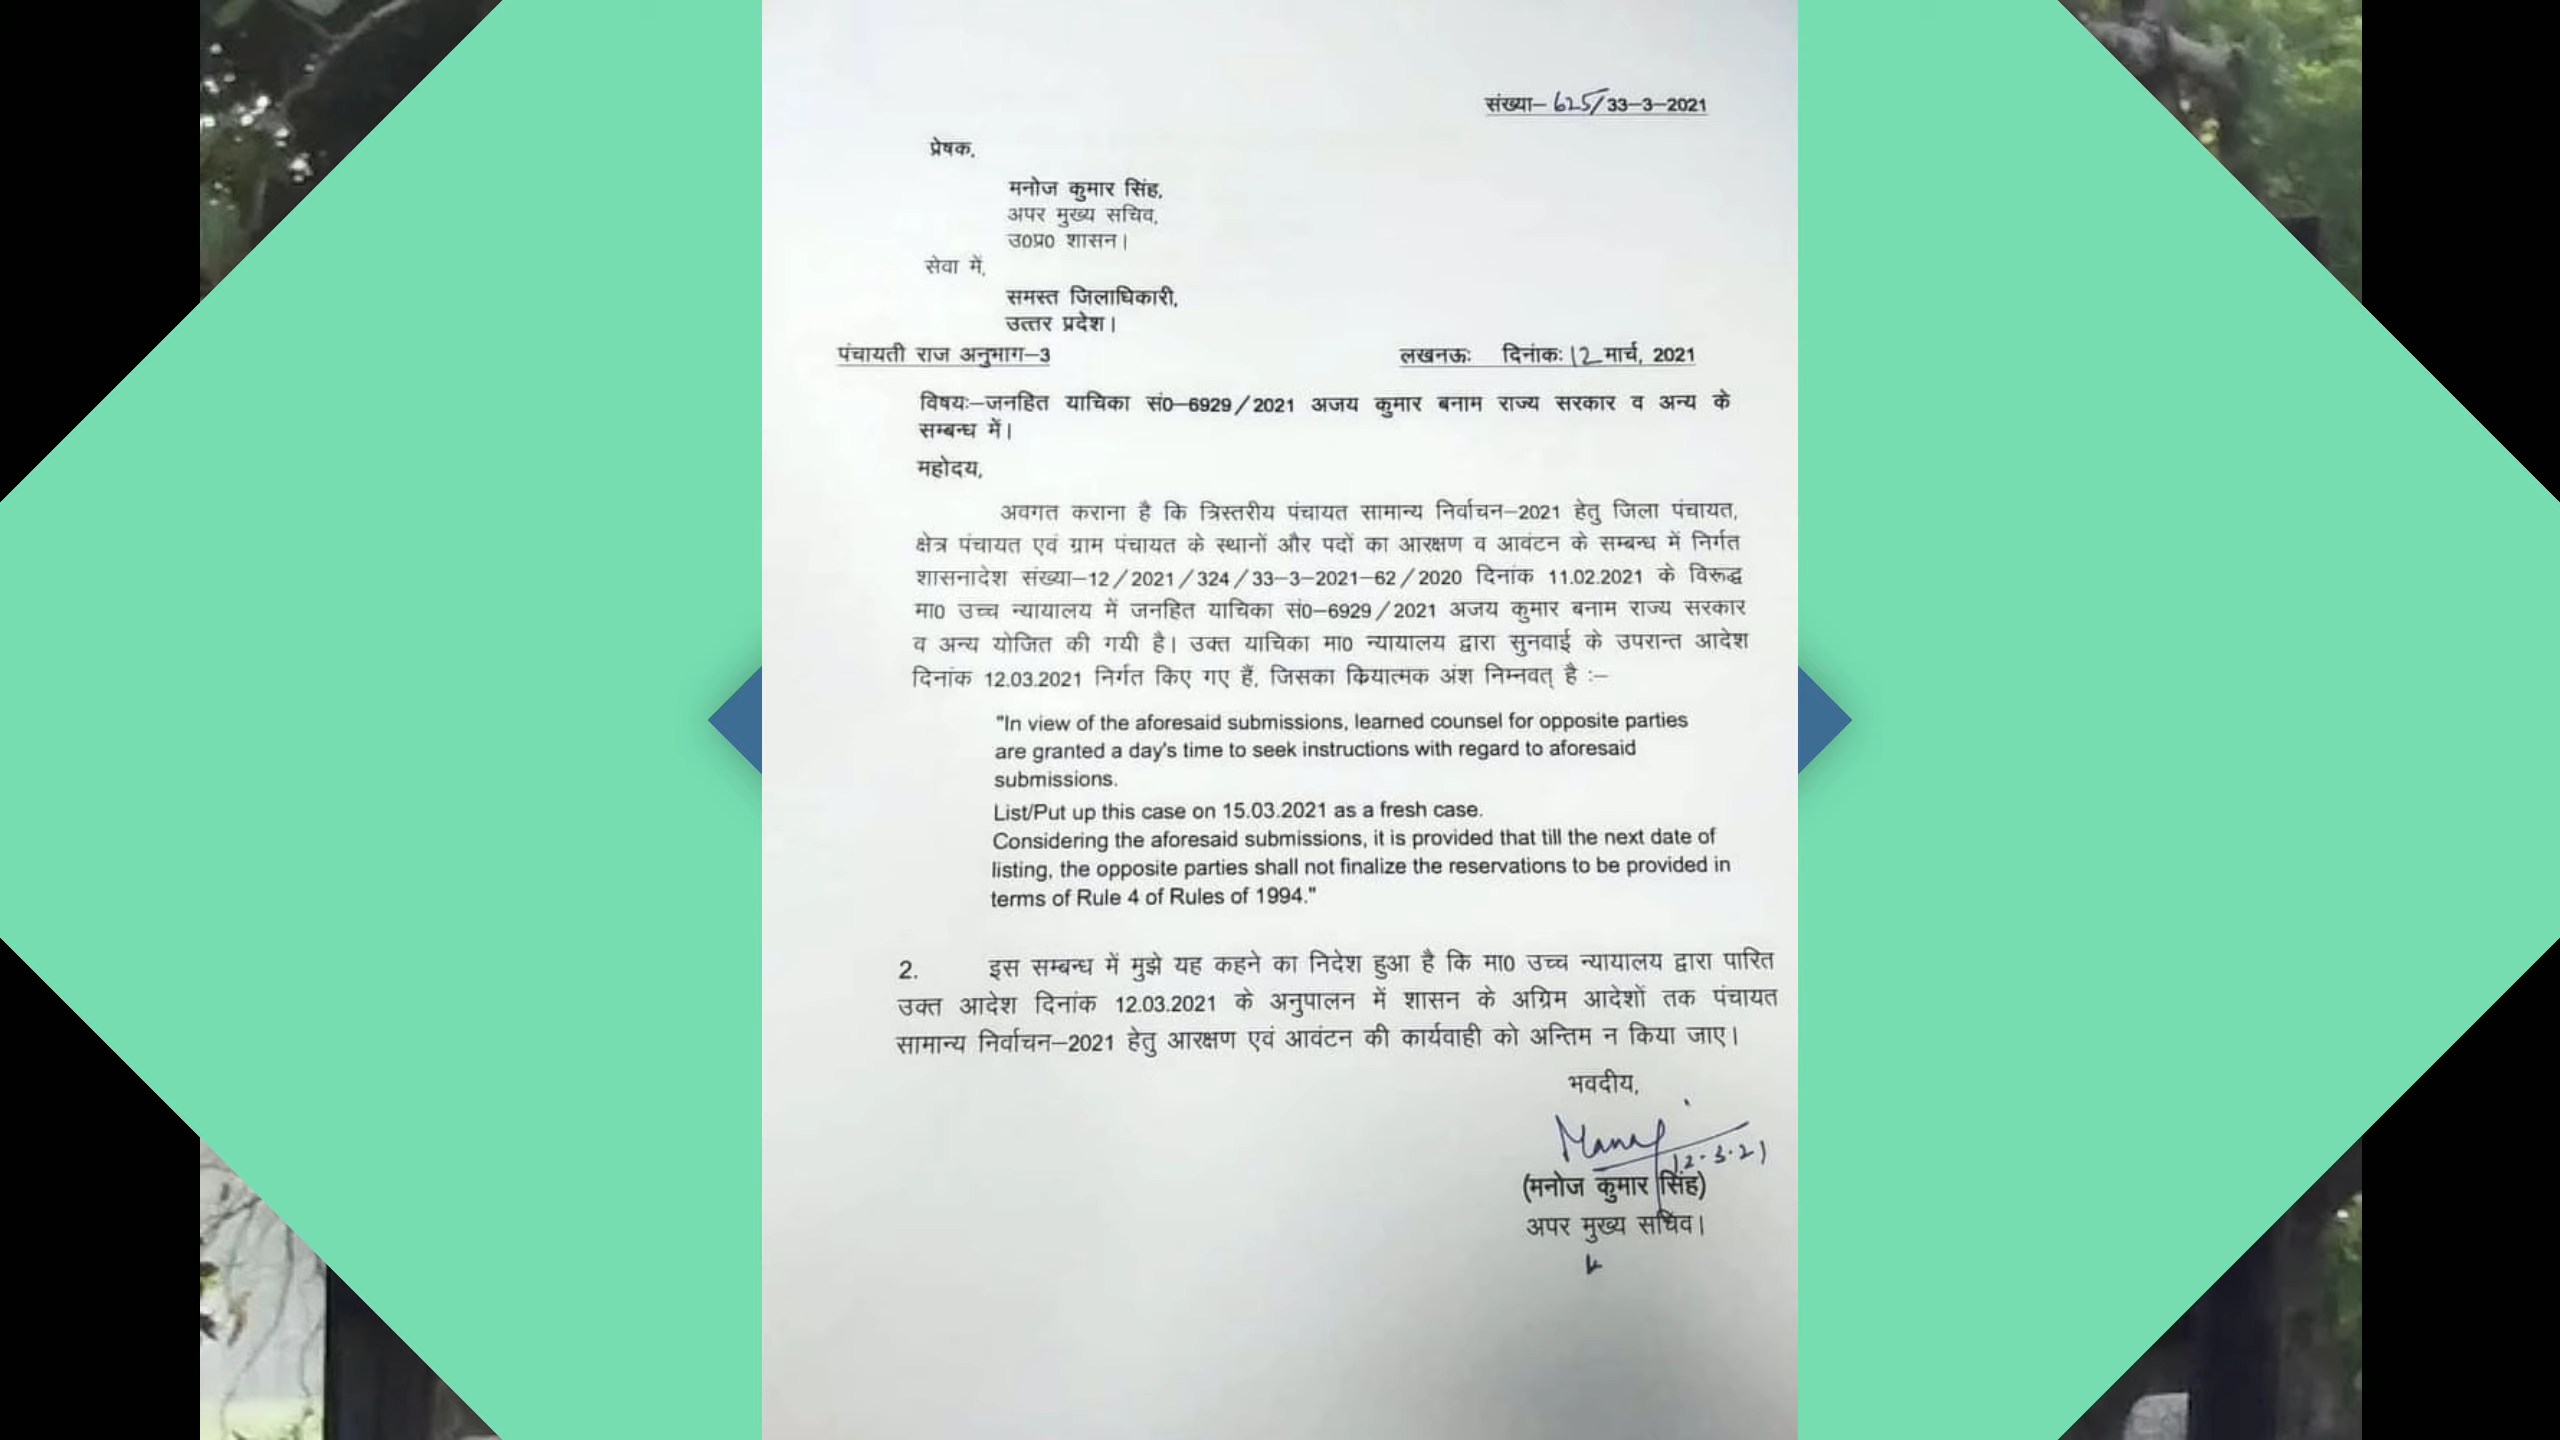 संख्या– 625/33–3–2021
प्रेषक,
मनोज कुमार सिंह,
अपर मुख्य सचिव,
उ0प्र0 शासन।
सेवा में,
समस्त जिलाधिकारी,
उत्तर प्रदेश।
पंचायती राज अनुभाग–3
लखनऊः दिनांकः 12 मार्च, 2021
विषयः–जनहित याचिका सं0–6929/2021 अजय कुमार बनाम राज्य सरकार व अन्य के
सम्बन्ध में।
महोदय,
अवगत कराना है कि त्रिस्तरीय पंचायत सामान्य निर्वाचन–2021 हेतु जिला पंचायत,
क्षेत्र पंचायत एवं ग्राम पंचायत के स्थानों और पदों का आरक्षण व आवंटन के सम्बन्ध में निर्गत
शासनादेश संख्या–12/2021/324/33–3–2021–62/2020 दिनांक 11.02.2021 के विरूद्ध
मा0 उच्च न्यायालय में जनहित याचिका सं0–6929/2021 अजय कुमार बनाम राज्य सरकार
व अन्य योजित की गयी है। उक्त याचिका मा0 न्यायालय द्वारा सुनवाई के उपरान्त आदेश
दिनांक 12.03.2021 निर्गत किए गए हैं, जिसका कियात्मक अंश निम्नवत् है :–
"In view of the aforesaid submissions, learned counsel for opposite parties
are granted a day's time to seek instructions with regard to aforesaid
submissions.
List/Put up this case on 15.03.2021 as a fresh case.
Considering the aforesaid submissions, it is provided that till the next date of
listing, the opposite parties shall not finalize the reservations to be provided in
terms of Rule 4 of Rules of 1994."
2. इस सम्बन्ध में मुझे यह कहने का निदेश हुआ है कि मा0 उच्च न्यायालय द्वारा पारित
उक्त आदेश दिनांक 12.03.2021 के अनुपालन में शासन के अग्रिम आदेशों तक पंचायत
सामान्य निर्वाचन–2021 हेतु आरक्षण एवं आवंटन की कार्यवाही को अन्तिम न किया जाए।
भवदीय,
12.3.21
(मनोज कुमार सिंह)
अपर मुख्य सचिव।